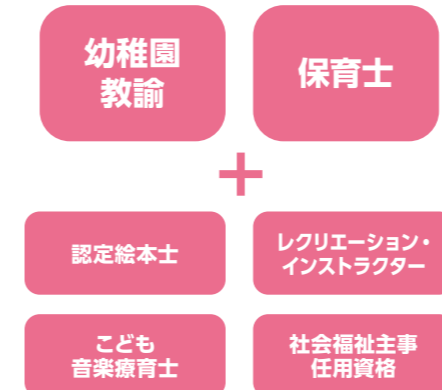 幼稚園
教諭
保育士
+
認定絵本士
レクリエーション・
インストラクター
こども
音楽療育士
社会福祉主事
任用資格